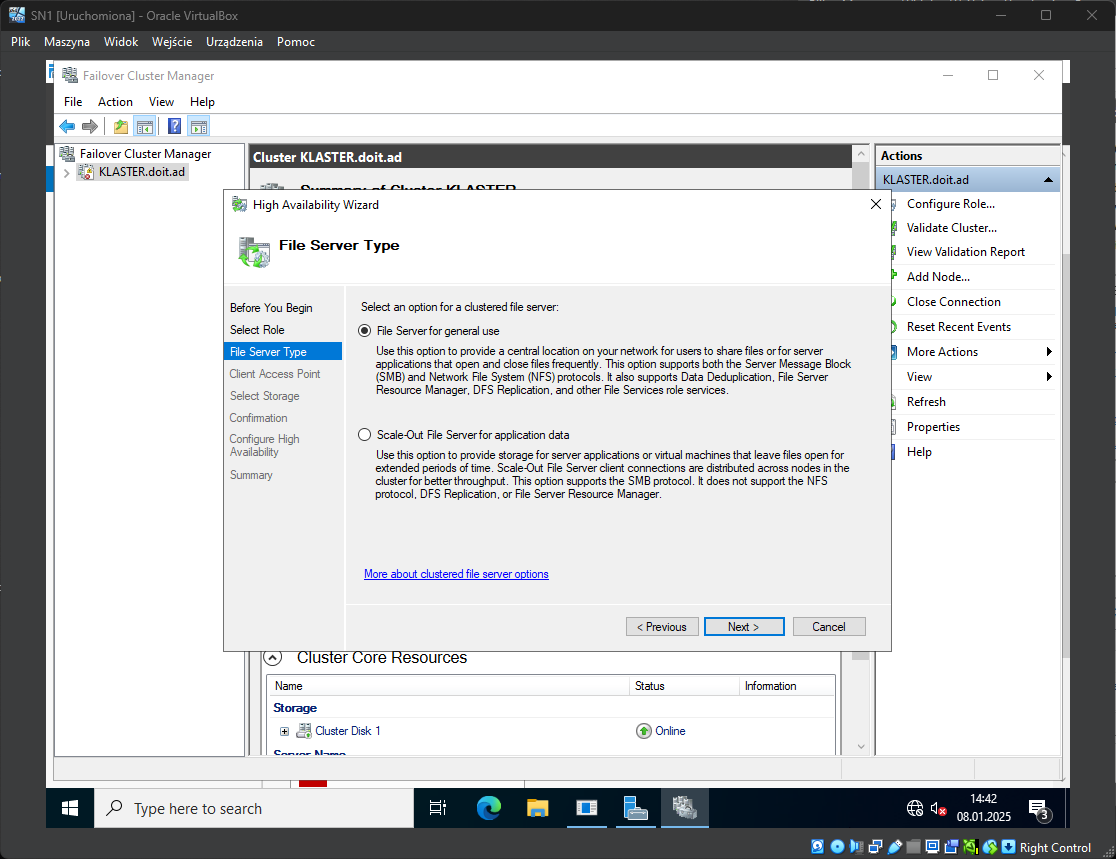 SN1 [Uruchomiona] - Oracle VirtualBox
Plik Maszyna Widok Wejście Urządzenia Pomoc
Failover Cluster Manager
File Action View Help
Failover Cluster Manager
KLASTER.doit.ad
Cluster KLASTER.doit.ad
Summary of Cluster KLASTER
Actions
KLASTER.doit.ad
Configure Role...
Validate Cluster...
View Validation Report
Add Node...
Close Connection
Reset Recent Events
More Actions
View
Refresh
Properties
Help
High Availability Wizard
File Server Type
Before You Begin
Select Role
File Server Type
Client Access Point
Select Storage
Confirmation
Configure High
Availability
Summary
Select an option for a clustered file server:
File Server for general use
Use this option to provide a central location on your network for users to share files or for server
applications that open and close files frequently. This option supports both the Server Message Block
(SMB) and Network File System (NFS) protocols. It also supports Data Deduplication, File Server
Resource Manager, DFS Replication, and other File Services role services.
Scale-Out File Server for application data
Use this option to provide storage for server applications or virtual machines that leave files open for
extended periods of time. Scale-Out File Server client connections are distributed across nodes in the
cluster for better throughput. This option supports the SMB protocol. It does not support the NFS
protocol, DFS Replication, or File Server Resource Manager.
More about clustered file server options
< Previous Next > Cancel
Cluster Core Resources
Name Status Information
Storage
Cluster Disk 1 Online
Server Name
Type here to search
14:42
08.01.2025
3
Right Control